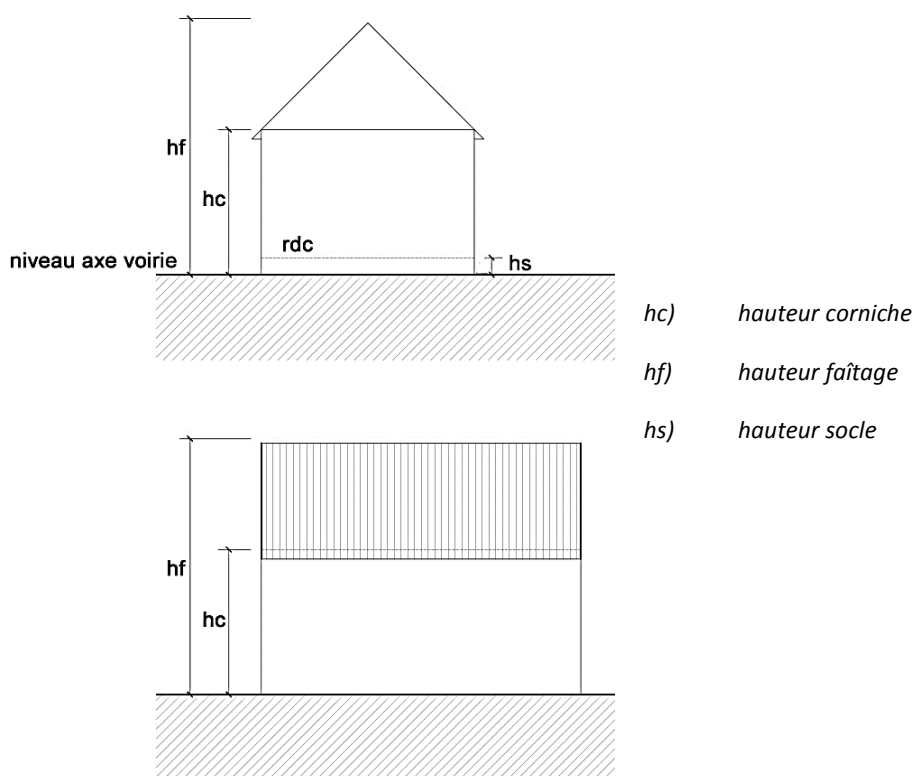 hf
hc
rdc
niveau axe voirie
hs
hc) hauteur corniche
hf) hauteur faîtage
hs) hauteur socle
hf
hc